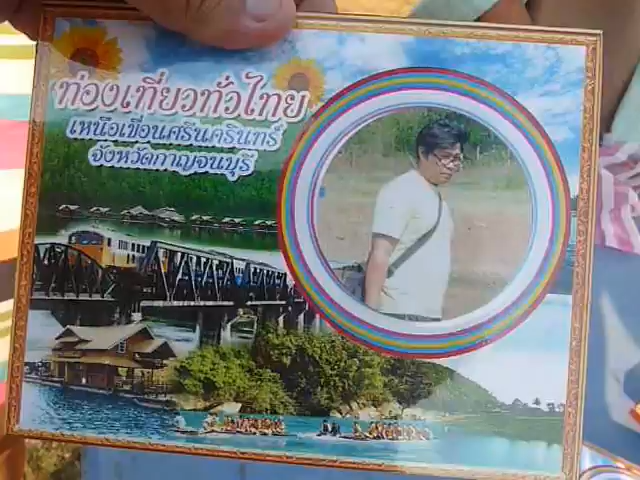 ท่องเที่ยวทั่วไทย
เหนือเขื่อนศรีนครินทร์
จังหวัดกาญจนบุรี